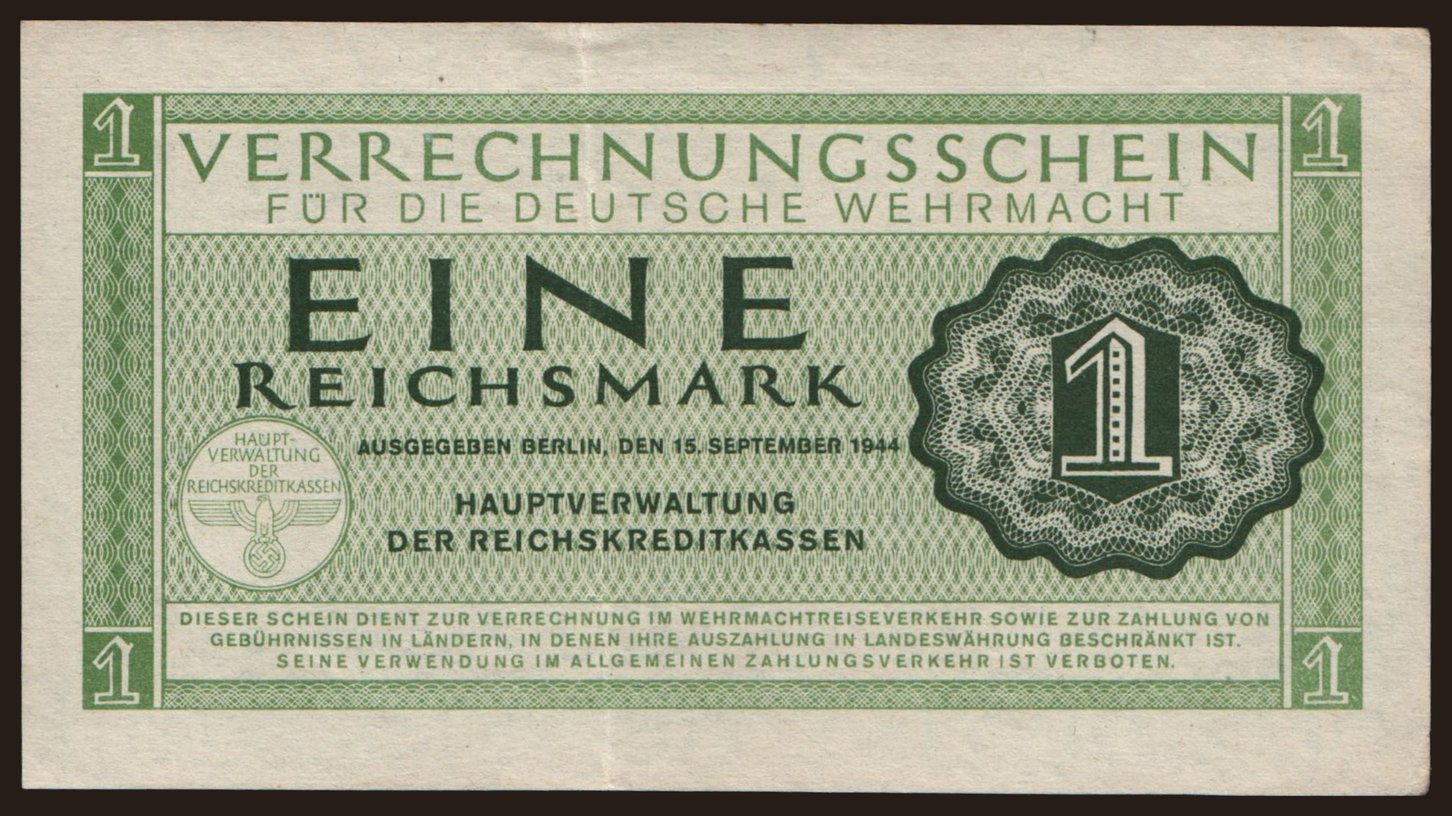 1
1
VERRECHNUNGSSCHEIN
FÜR DIE DEUTSCHE WEHRMACHT
EINE
REICHSMARK
1
AUSGEGEBEN BERLIN, DEN 15. SEPTEMBER 1944
HAUPT-
VERWALTUNG
DER
REICHSKREDITKASSEN
HAUPTVERWALTUNG
DER REICHSKREDITKASSEN
DIESER SCHEIN DIENT ZUR VERRECHNUNG IM WEHRMACHTREISEVERKEHR SOWIE ZUR ZAHLUNG VON
GEBÜHRNISSEN IN LÄNDERN, IN DENEN IHRE AUSZAHLUNG IN LANDESWÄHRUNG BESCHRÄNKT IST.
SEINE VERWENDUNG IM ALLGEMEINEN ZAHLUNGSVERKEHR IST VERBOTEN.
1
1